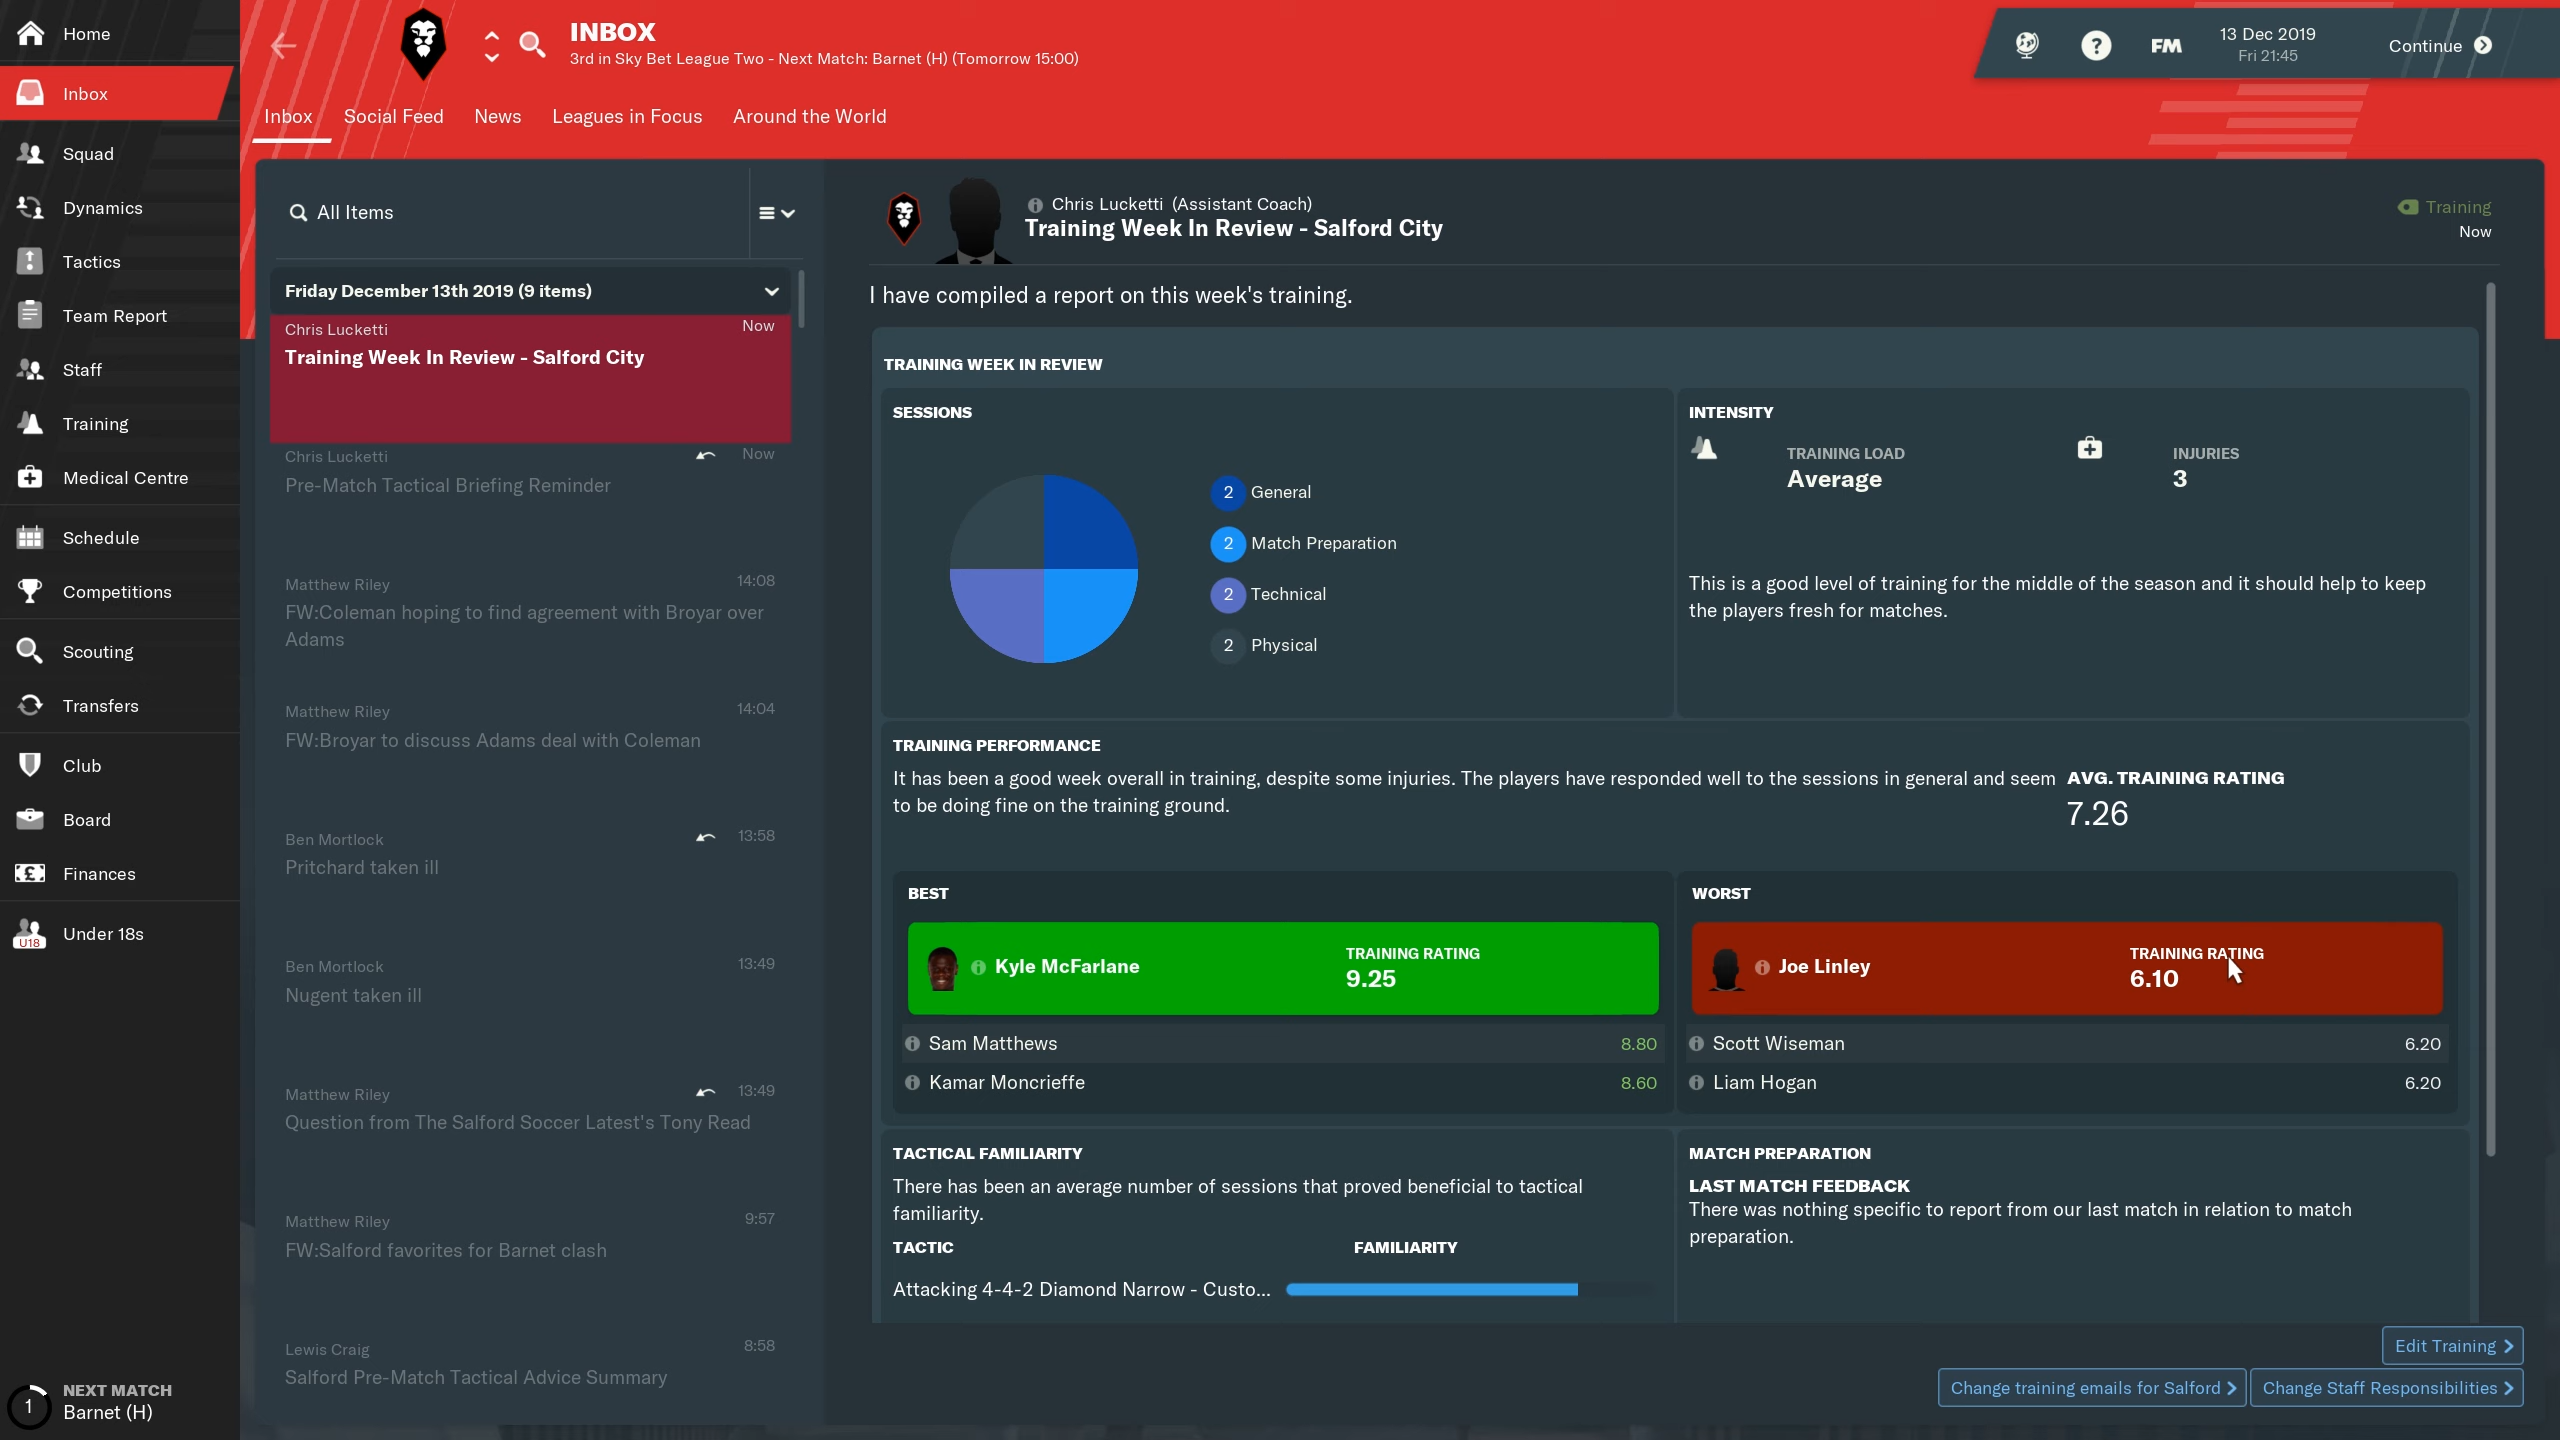 Home
Inbox
Squad
Dynamics
Tactics
Team Report
Staff
Training
Medical Centre
Schedule
Competitions
Scouting
Transfers
Club
Board
Finances
U18
Under 18s
1
NEXT MATCH
Barnet (H)
INBOX
3rd in Sky Bet League Two - Next Match: Barnet (H) (Tomorrow 15:00)
?
FM
13 Dec 2019
Fri 21:45
Continue
Inbox
Social Feed
News
Leagues in Focus
Around the World
All Items
Friday December 13th 2019 (9 items)
Chris Lucketti
Now
Training Week In Review - Salford City
Chris Lucketti
Now
Pre-Match Tactical Briefing Reminder
Matthew Riley
14:08
FW:Coleman hoping to find agreement with Broyar over
Adams
Matthew Riley
14:04
FW:Broyar to discuss Adams deal with Coleman
Ben Mortlock
13:58
Pritchard taken ill
Ben Mortlock
13:49
Nugent taken ill
Matthew Riley
13:49
Question from The Salford Soccer Latest's Tony Read
Matthew Riley
9:57
FW:Salford favorites for Barnet clash
Lewis Craig
8:58
Salford Pre-Match Tactical Advice Summary
Chris Lucketti (Assistant Coach)
Training Week In Review - Salford City
Training
Now
I have compiled a report on this week's training.
TRAINING WEEK IN REVIEW
SESSIONS
2 General
2 Match Preparation
2 Technical
2 Physical
INTENSITY
TRAINING LOAD
Average
INJURIES
3
This is a good level of training for the middle of the season and it should help to keep
the players fresh for matches.
TRAINING PERFORMANCE
It has been a good week overall in training, despite some injuries. The players have responded well to the sessions in general and seem
to be doing fine on the training ground.
AVG. TRAINING RATING
7.26
BEST
Kyle McFarlane
TRAINING RATING
9.25
Sam Matthews
8.80
Kamar Moncrieffe
8.60
WORST
Joe Linley
TRAINING RATING
6.10
Scott Wiseman
6.20
Liam Hogan
6.20
TACTICAL FAMILIARITY
There has been an average number of sessions that proved beneficial to tactical
familiarity.
TACTIC
FAMILIARITY
Attacking 4-4-2 Diamond Narrow - Custo...
MATCH PREPARATION
LAST MATCH FEEDBACK
There was nothing specific to report from our last match in relation to match
preparation.
Edit Training
Change training emails for Salford
Change Staff Responsibilities